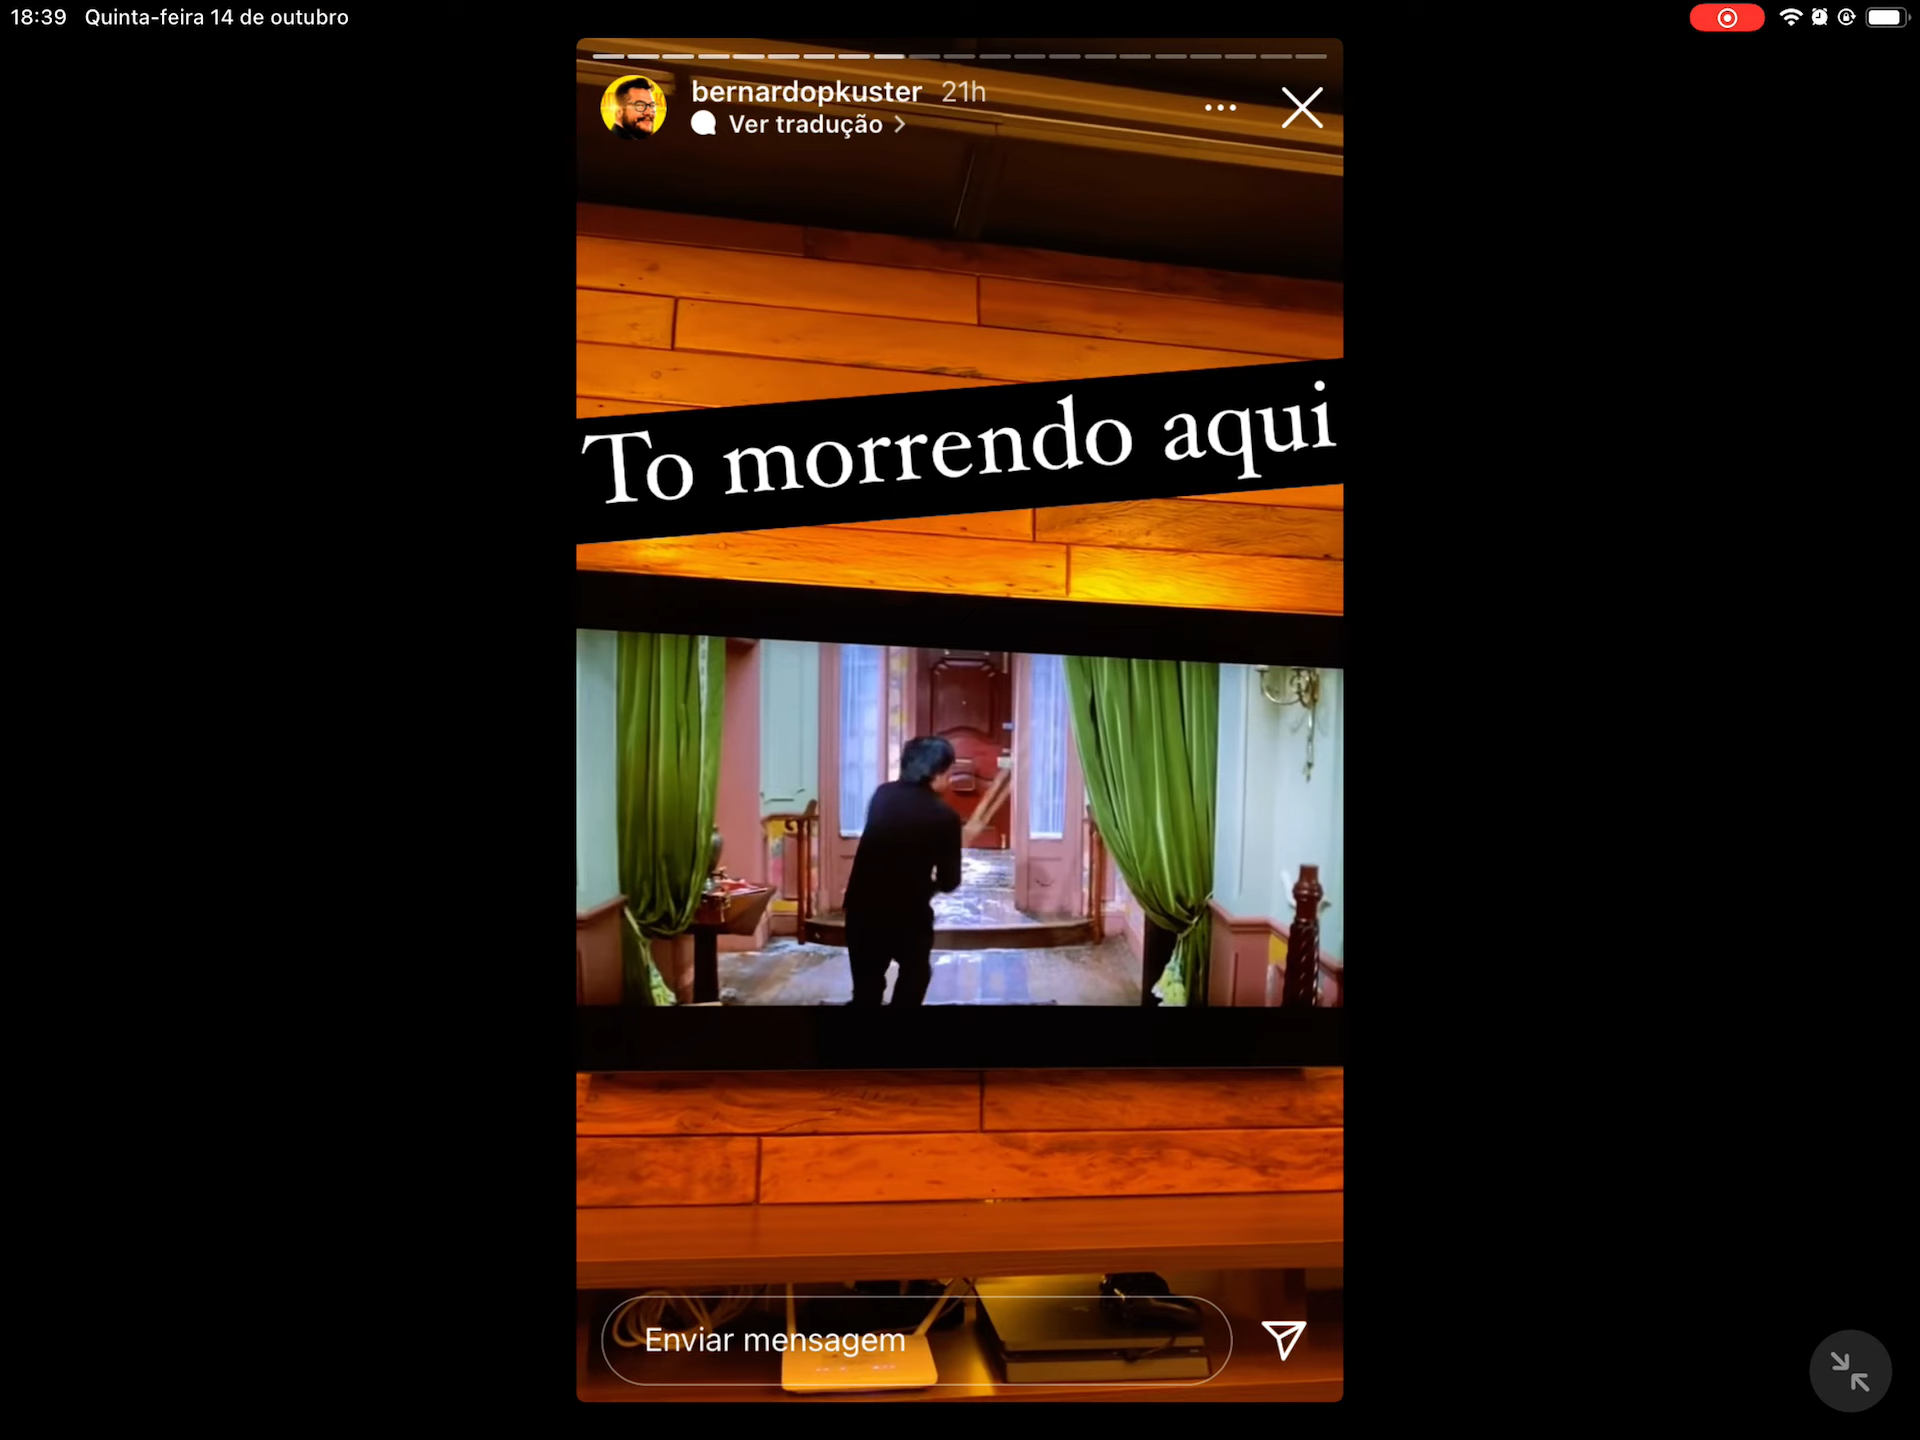 18:39 Quinta-feira 14 de outubro
bernardopkuster 21h
Ver tradução >
To morrendo aqui
Enviar mensagem